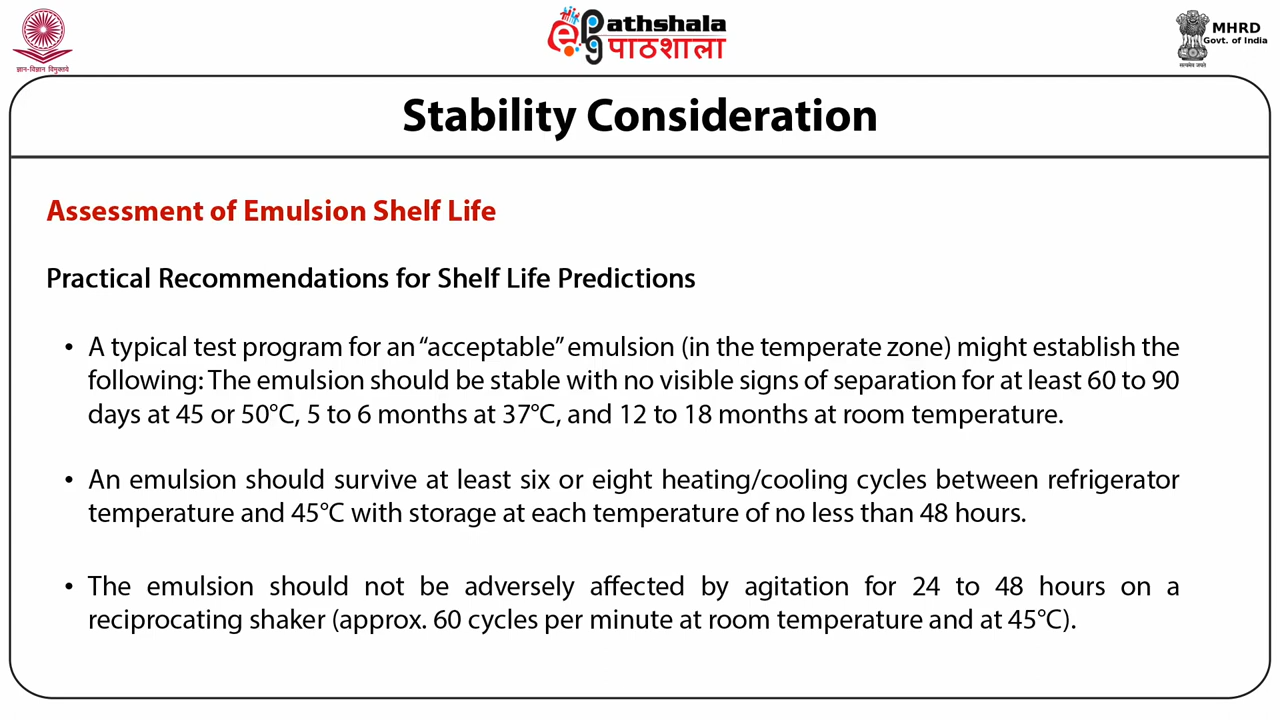 ज्ञान-विज्ञान विमुक्तये
ePG Pathshala
पाठशाला
MHRD
Govt. of India
सत्यमेव जयते
Stability Consideration
Assessment of Emulsion Shelf Life
Practical Recommendations for Shelf Life Predictions
• A typical test program for an “acceptable” emulsion (in the temperate zone) might establish the
following: The emulsion should be stable with no visible signs of separation for at least 60 to 90
days at 45 or 50°C, 5 to 6 months at 37°C, and 12 to 18 months at room temperature.
• An emulsion should survive at least six or eight heating/cooling cycles between refrigerator
temperature and 45°C with storage at each temperature of no less than 48 hours.
• The emulsion should not be adversely affected by agitation for 24 to 48 hours on a
reciprocating shaker (approx. 60 cycles per minute at room temperature and at 45°C).